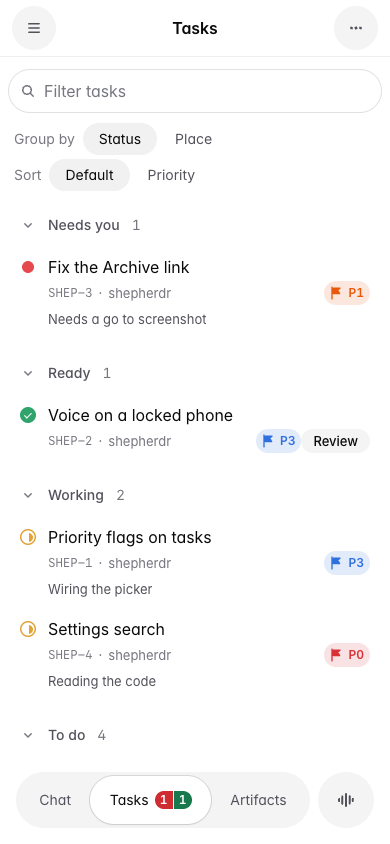 Tasks
Filter tasks
Group by Status Place
Sort Default Priority
Needs you 1
Fix the Archive link
SHEP-3 · shepherdr P1
Needs a go to screenshot
Ready 1
Voice on a locked phone
SHEP-2 · shepherdr P3 Review
Working 2
Priority flags on tasks
SHEP-1 · shepherdr P3
Wiring the picker
Settings search
SHEP-4 · shepherdr P0
Reading the code
To do 4
Chat Tasks 1 1 Artifacts